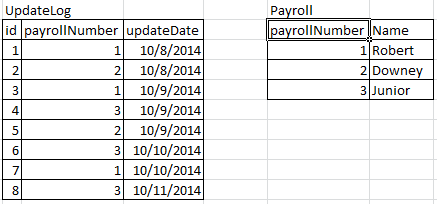 UpdateLog Payroll
id payrollNumber updateDate payrollNumber Name
1 1 10/8/2014 1 Robert
2 2 10/8/2014 2 Downey
3 1 10/9/2014 3 Junior
4 3 10/9/2014
5 2 10/9/2014
6 3 10/10/2014
7 1 10/10/2014
8 3 10/11/2014